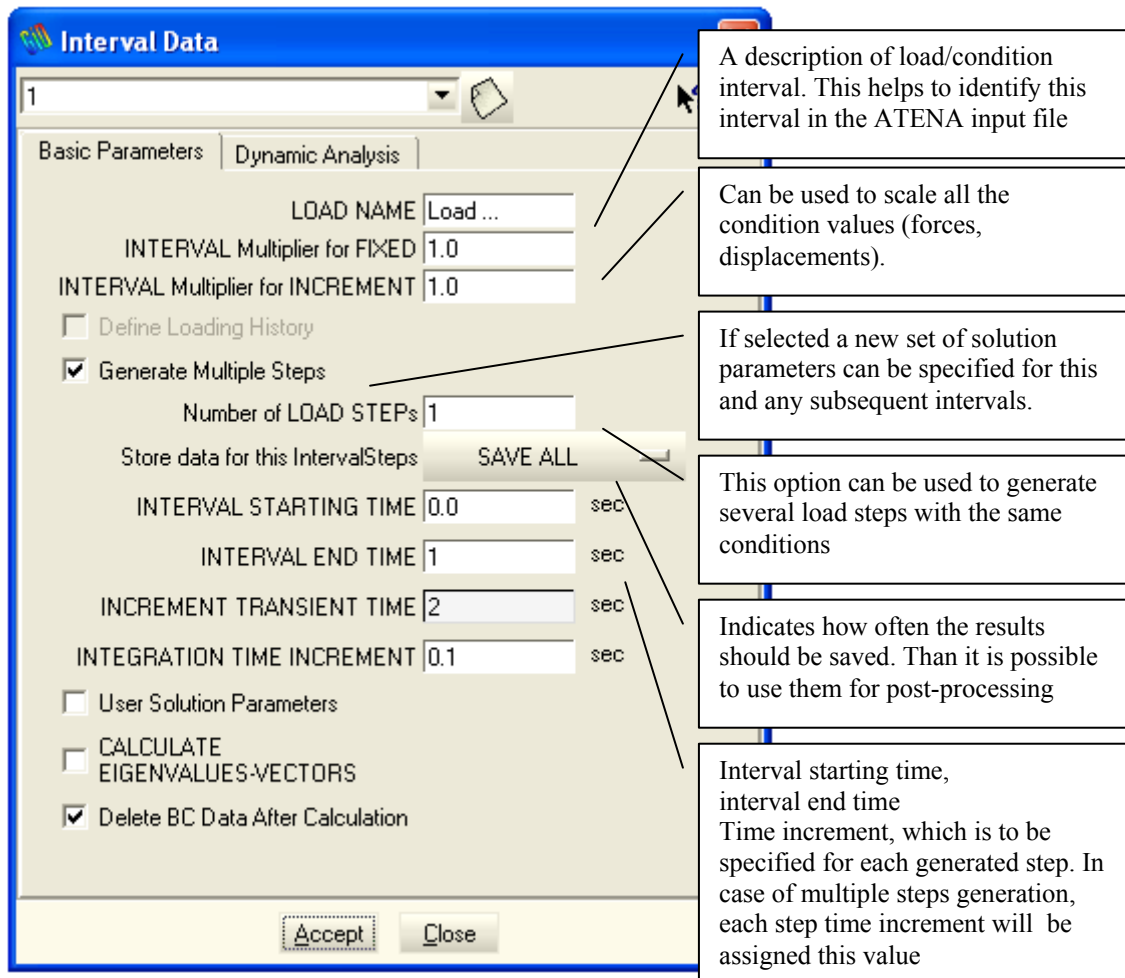 Interval Data
1
Basic Parameters
Dynamic Analysis
LOAD NAME Load ...
INTERVAL Multiplier for FIXED 1.0
INTERVAL Multiplier for INCREMENT 1.0
Define Loading History
Generate Multiple Steps
Number of LOAD STEPs 1
Store data for this IntervalSteps SAVE ALL
INTERVAL STARTING TIME 0.0 sec
INTERVAL END TIME 1 sec
INCREMENT TRANSIENT TIME 2 sec
INTEGRATION TIME INCREMENT 0.1 sec
User Solution Parameters
CALCULATE
EIGENVALUES-VECTORS
Delete BC Data After Calculation
Accept
Close
A description of load/condition
interval. This helps to identify this
interval in the ATENA input file
Can be used to scale all the
condition values (forces,
displacements).
If selected a new set of solution
parameters can be specified for this
and any subsequent intervals.
This option can be used to generate
several load steps with the same
conditions
Indicates how often the results
should be saved. Than it is possible
to use them for post-processing
Interval starting time,
interval end time
Time increment, which is to be
specified for each generated step. In
case of multiple steps generation,
each step time increment will be
assigned this value